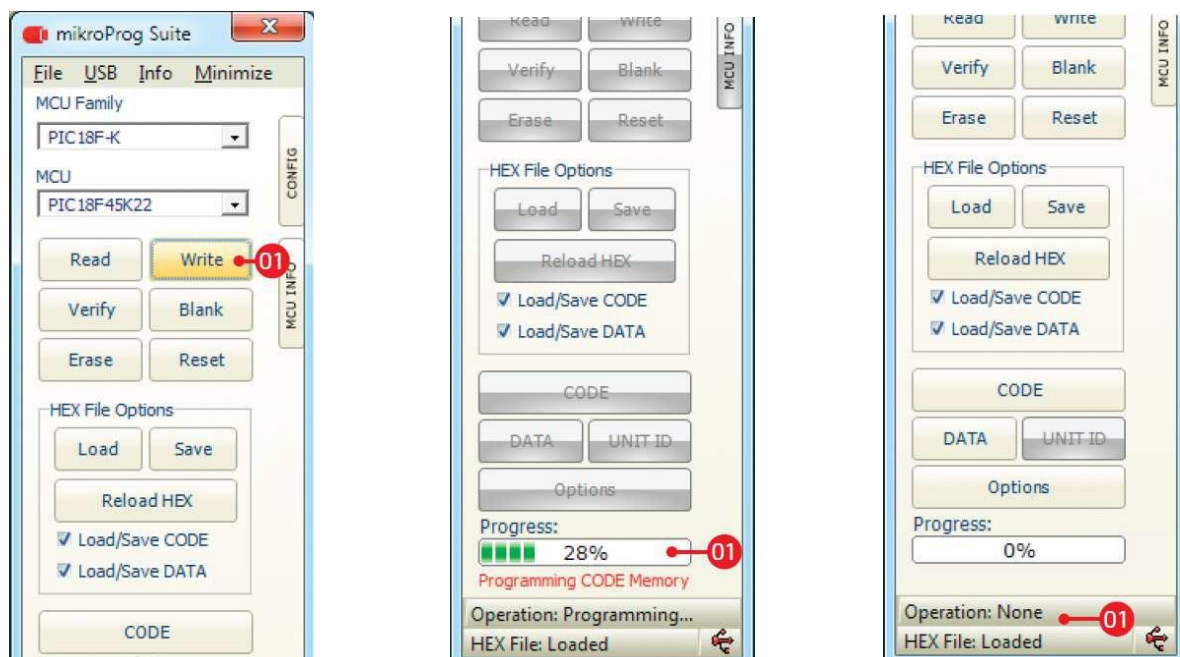 mikroProg Suite
File USB Info Minimize
MCU Family
PIC18F-K
MCU
PIC18F45K22
CONFIG
Read Write 01
MCU INFO
Verify Blank
Erase Reset
HEX File Options
Load Save
Reload HEX
Load/Save CODE
Load/Save DATA
CODE
Read Write
MCU INFO
Verify Blank
Erase Reset
HEX File Options
Load Save
Reload HEX
Load/Save CODE
Load/Save DATA
CODE
DATA UNIT ID
Options
Progress:
28% 01
Programming CODE Memory
Operation: Programming...
HEX File: Loaded
Read Write
MCU INFO
Verify Blank
Erase Reset
HEX File Options
Load Save
Reload HEX
Load/Save CODE
Load/Save DATA
CODE
DATA UNIT ID
Options
Progress:
0%
Operation: None 01
HEX File: Loaded